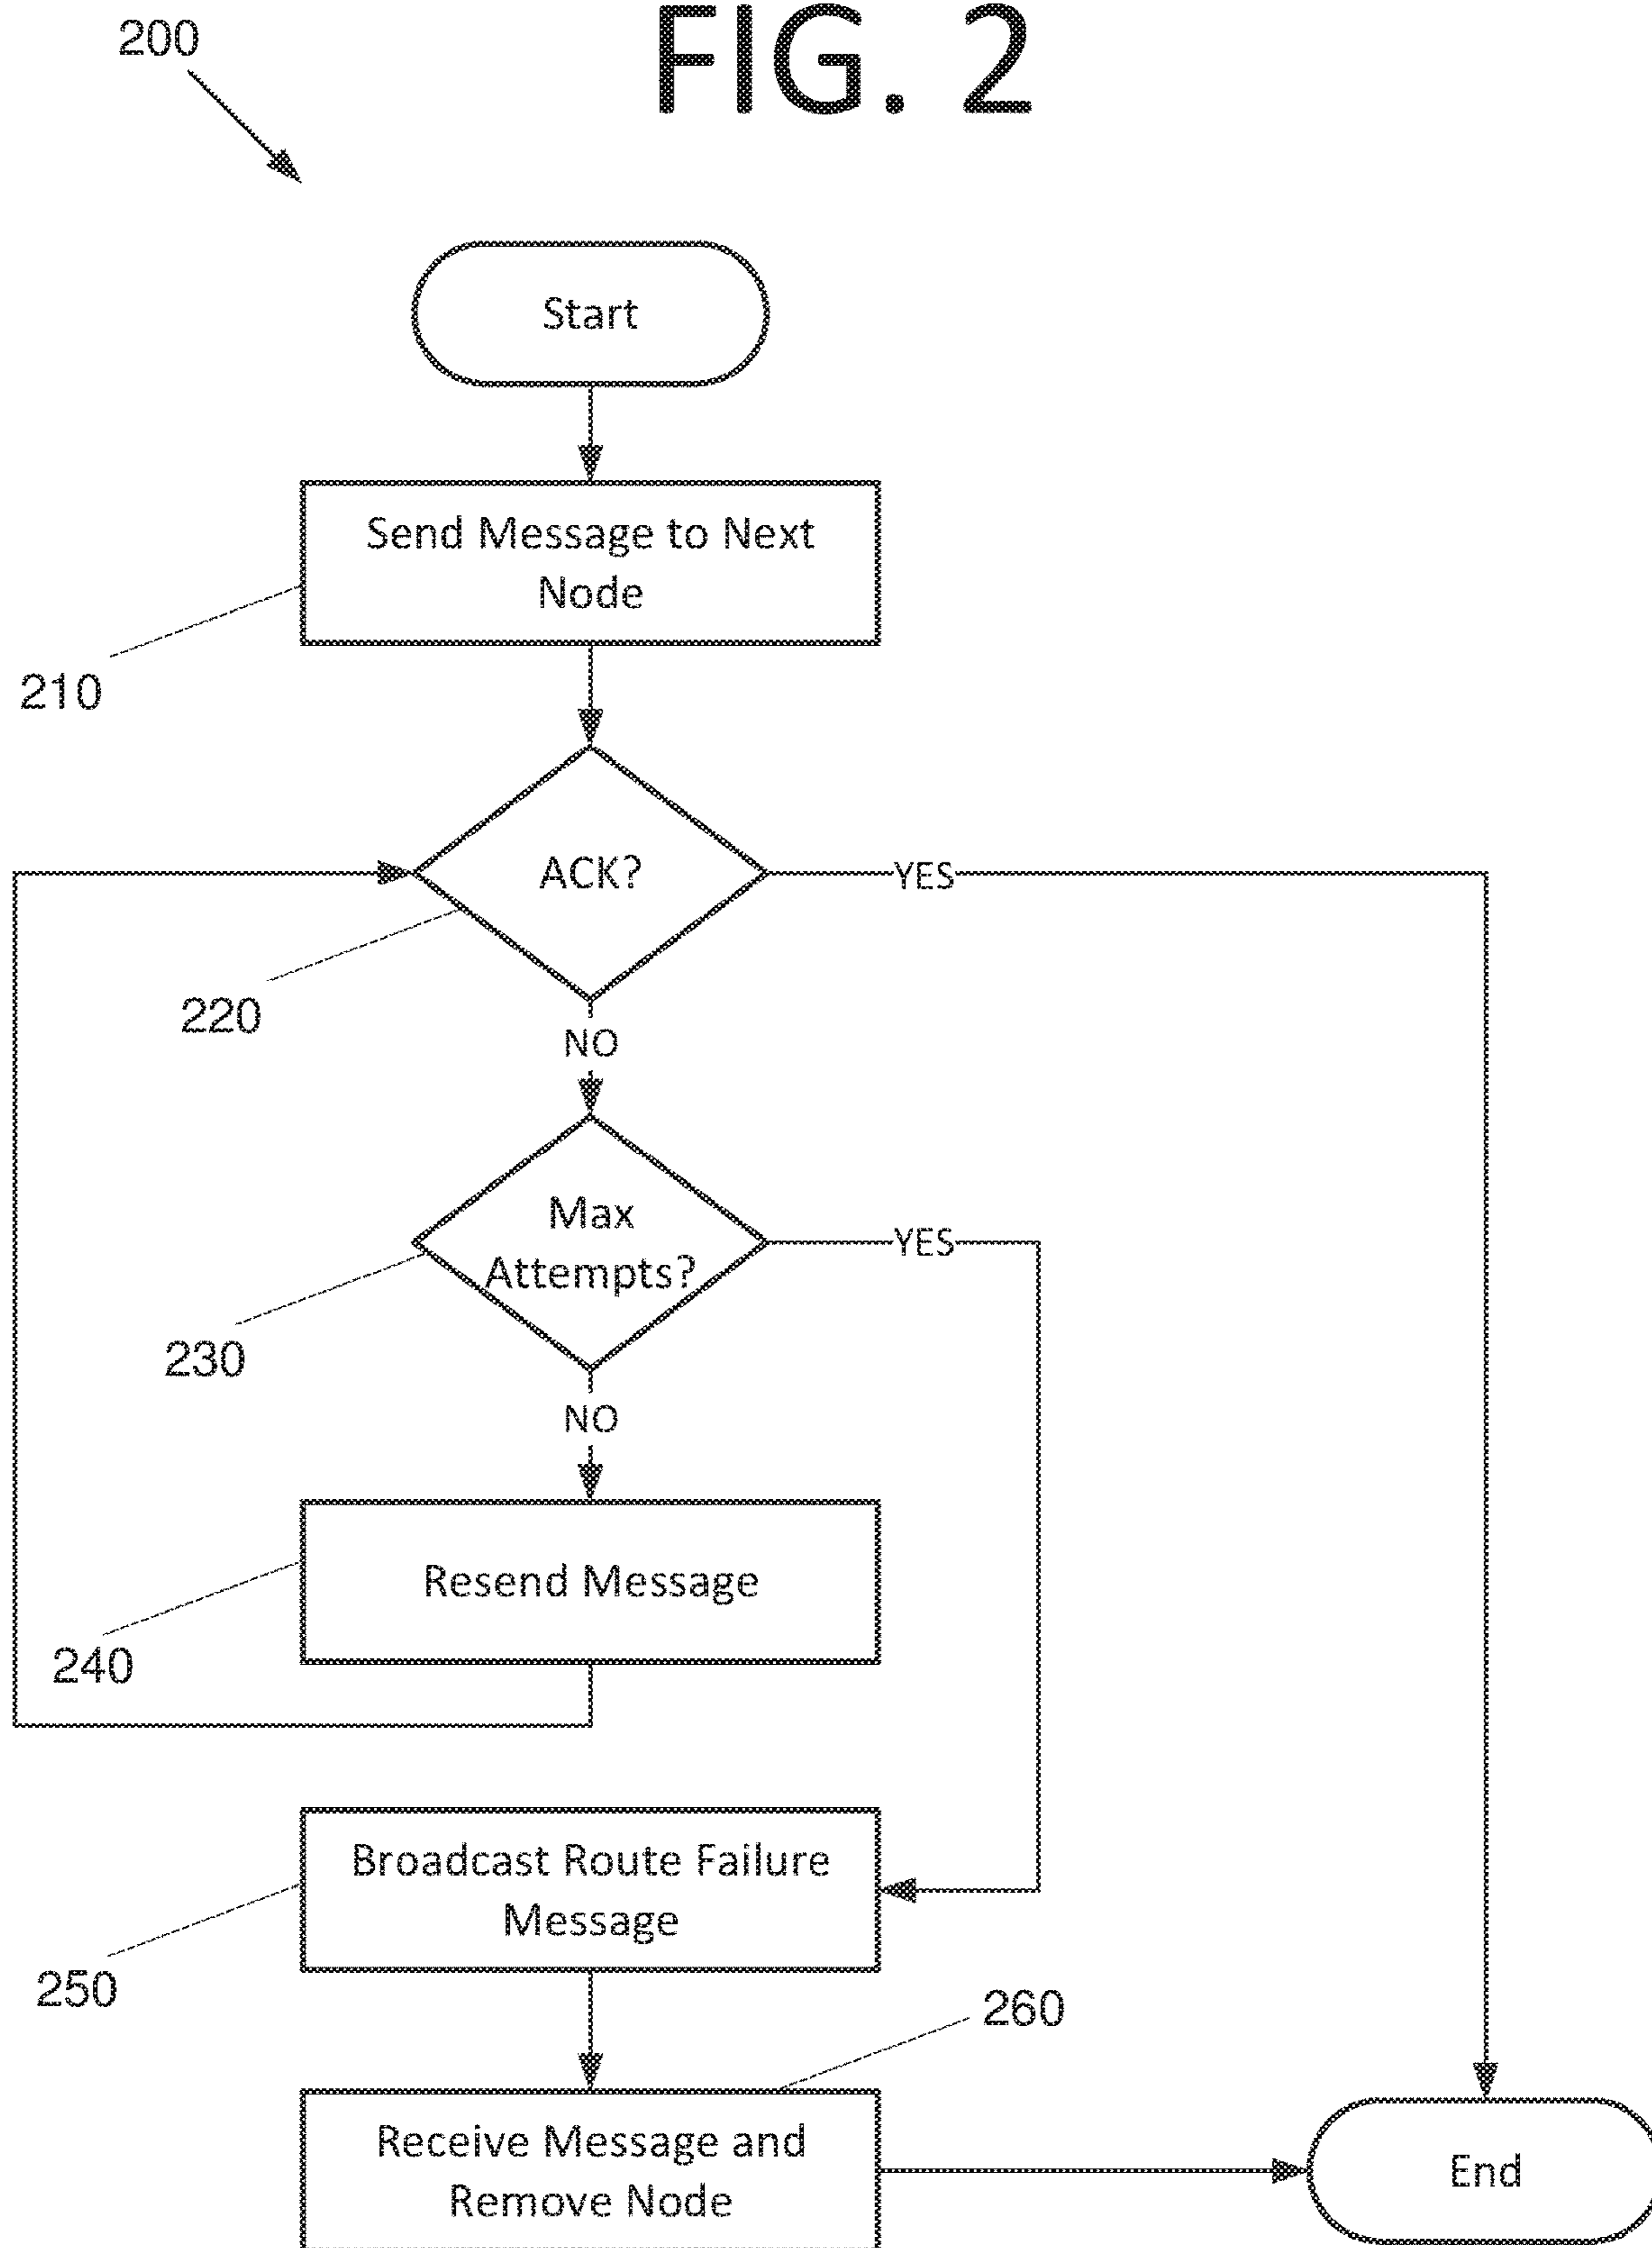 200
FIG. 2
Start
Send Message to Next
Node
210
ACK?
YES
220
NO
Max
Attempts?
YES
230
NO
Resend Message
240
Broadcast Route Failure
Message
250
260
Receive Message and
Remove Node
End